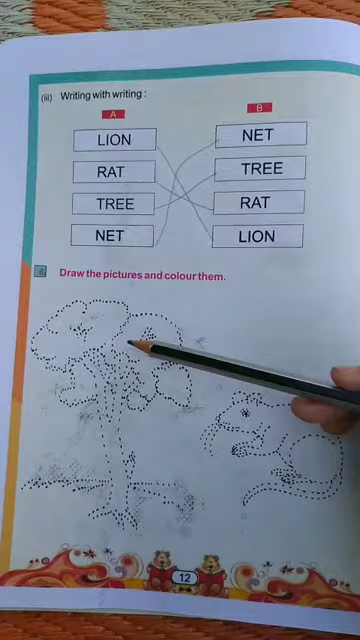 (iii) Writing with writing :
A B
LION NET
RAT TREE
TREE RAT
NET LION
6. Draw the pictures and colour them.
12